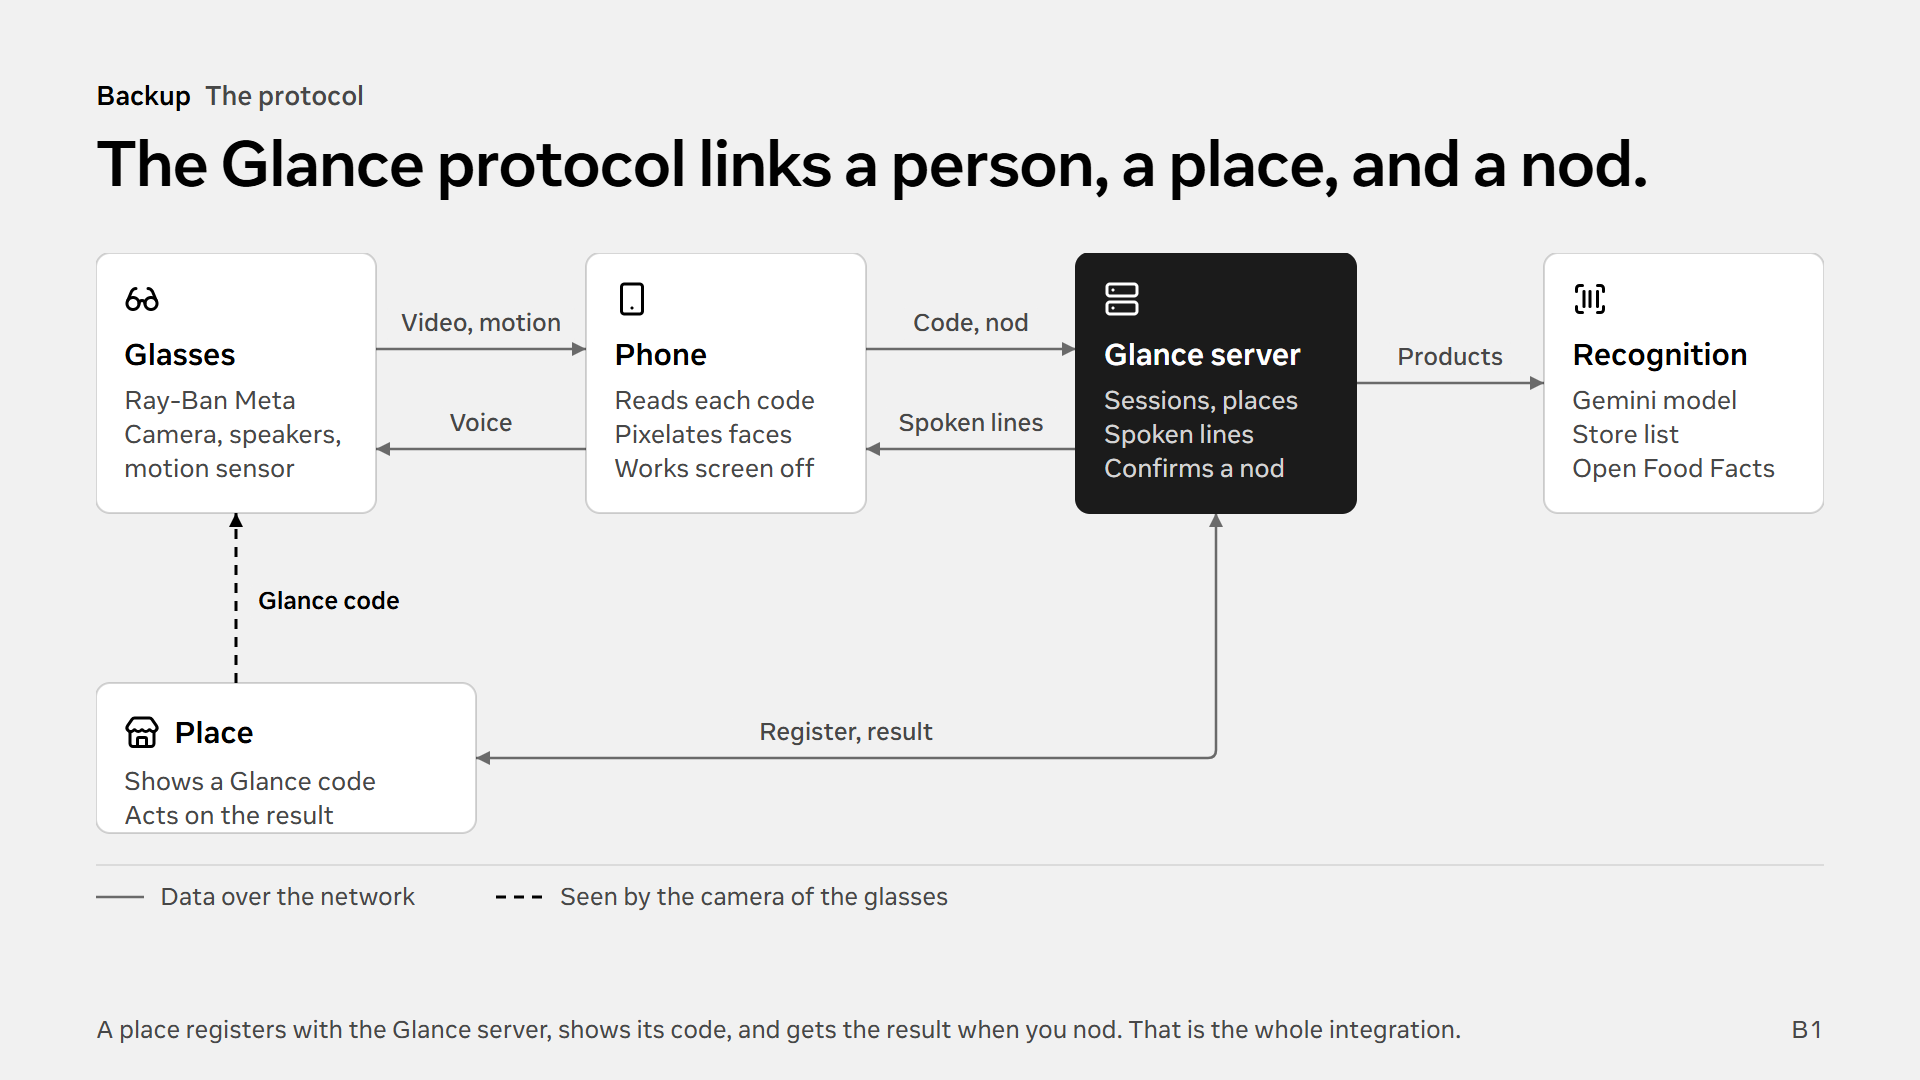 Backup The protocol
The Glance protocol links a person, a place, and a nod.
Glasses
Ray-Ban Meta
Camera, speakers,
motion sensor
Video, motion
Voice
Phone
Reads each code
Pixelates faces
Works screen off
Code, nod
Spoken lines
Glance server
Sessions, places
Spoken lines
Confirms a nod
Products
Recognition
Gemini model
Store list
Open Food Facts
Glance code
Place
Shows a Glance code
Acts on the result
Register, result
Data over the network
Seen by the camera of the glasses
A place registers with the Glance server, shows its code, and gets the result when you nod. That is the whole integration.
B1